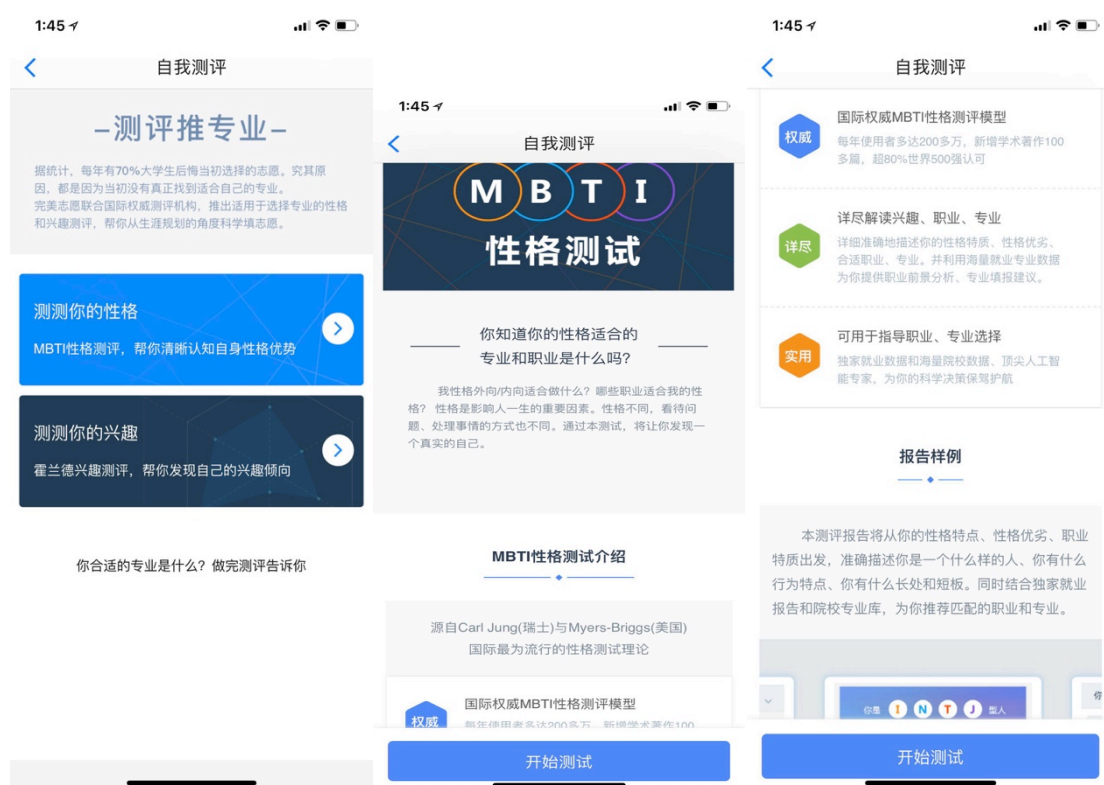 1:45
自我测评
–测评推专业–
据统计，每年有70%大学生后悔当初选择的志愿。究其原
因，都是因为当初没有真正找到适合自己的专业。
完美志愿联合国际权威测评机构，推出适用于选择专业的性格
和兴趣测评，帮你从生涯规划的角度科学填志愿。
测测你的性格
MBTI性格测评，帮你清晰认知自身性格优势
测测你的兴趣
霍兰德兴趣测评，帮你发现自己的兴趣倾向
你合适的专业是什么？做完测评告诉你
1:45
自我测评
MBTI
性格测试
你知道你的性格适合的
专业和职业是什么吗？
我性格外向/内向适合做什么？哪些职业适合我的性
格？ 性格是影响人一生的重要因素。性格不同，看待问
题、处理事情的方式也不同。通过本测试，将让你发现一
个真实的自己。
MBTI性格测试介绍
源自Carl Jung(瑞士)与Myers-Briggs(美国)
国际最为流行的性格测试理论
权威
国际权威MBTI性格测评模型
每年使用者多达200多万，新增学术著作100
开始测试
1:45
自我测评
权威
国际权威MBTI性格测评模型
每年使用者多达200多万，新增学术著作100
多篇，超80%世界500强认可
详尽
详尽解读兴趣、职业、专业
详细准确地描述你的性格特质、性格优劣、
合适职业、专业。并利用海量就业专业数据
为你提供职业前景分析、专业填报建议。
实用
可用于指导职业、专业选择
独家就业数据和海量院校数据、顶尖人工智
能专家，为你的科学决策保驾护航
报告样例
本测评报告将从你的性格特点、性格优劣、职业
特质出发，准确描述你是一个什么样的人、你有什么
行为特点、你有什么长处和短板。同时结合独家就业
报告和院校专业库，为你推荐匹配的职业和专业。
你是 I N T J 型人
你
开始测试